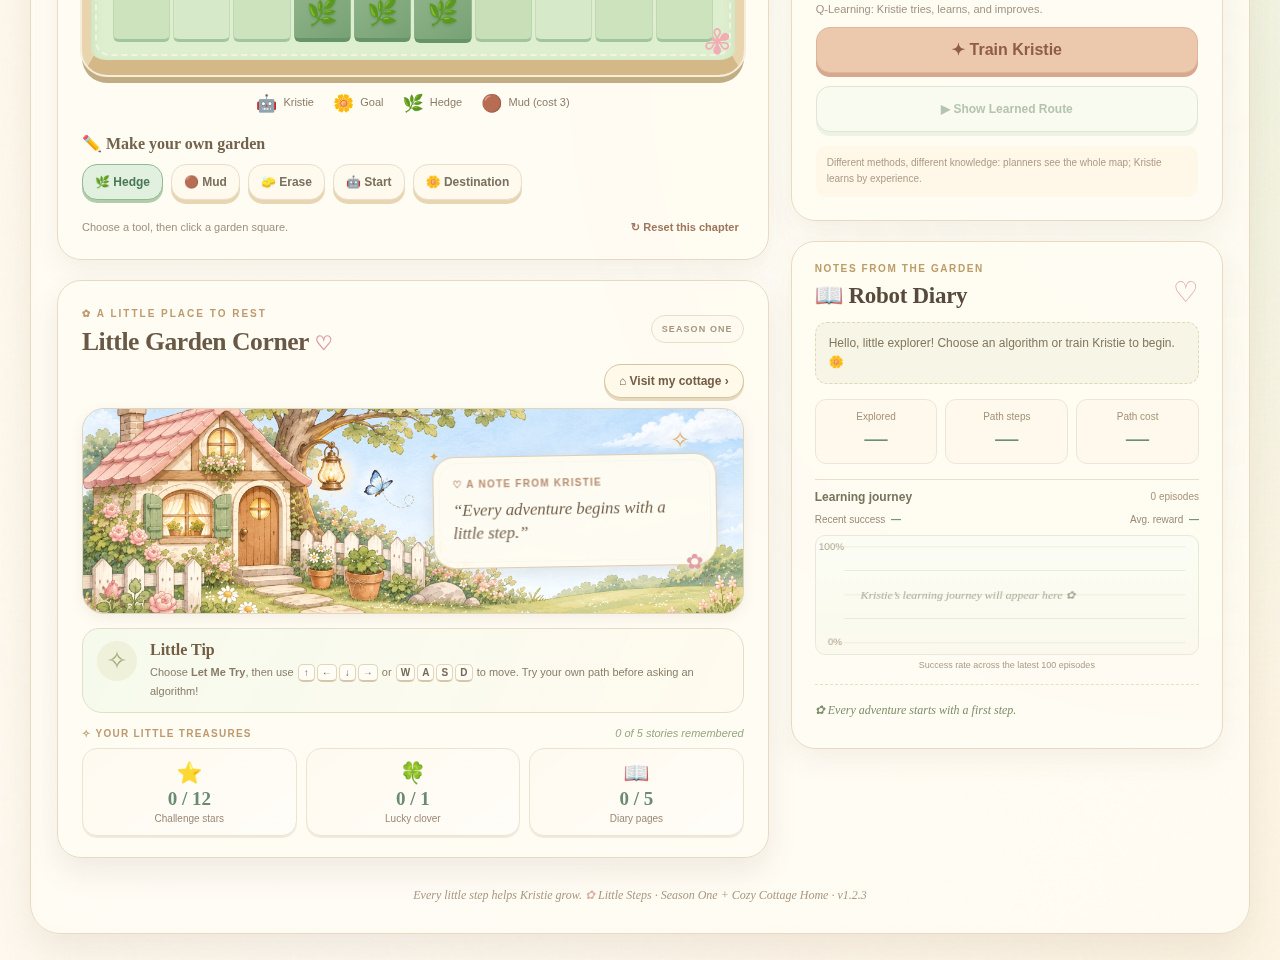 Kristie Goal Hedge Mud (cost 3)
Make your own garden
Hedge Mud Erase Start Destination
Choose a tool, then click a garden square.
↻ Reset this chapter
✿ A LITTLE PLACE TO REST
Little Garden Corner ♡
SEASON ONE
⌂ Visit my cottage ›
♡ A NOTE FROM KRISTIE
“Every adventure begins with a
little step.”
Little Tip
Choose Let Me Try, then use ↑ ← ↓ → or W A S D to move. Try your own path before asking an
algorithm!
✧ YOUR LITTLE TREASURES
0 of 5 stories remembered
0 / 12
Challenge stars
0 / 1
Lucky clover
0 / 5
Diary pages
Q-Learning: Kristie tries, learns, and improves.
✦ Train Kristie
▶ Show Learned Route
Different methods, different knowledge: planners see the whole map; Kristie
learns by experience.
NOTES FROM THE GARDEN
Robot Diary ♡
Hello, little explorer! Choose an algorithm or train Kristie to begin.
Explored
—
Path steps
—
Path cost
—
Learning journey
0 episodes
Recent success —
Avg. reward —
100%
Kristie’s learning journey will appear here ✿
0%
Success rate across the latest 100 episodes
✿ Every adventure starts with a first step.
Every little step helps Kristie grow. ✿ Little Steps · Season One + Cozy Cottage Home · v1.2.3